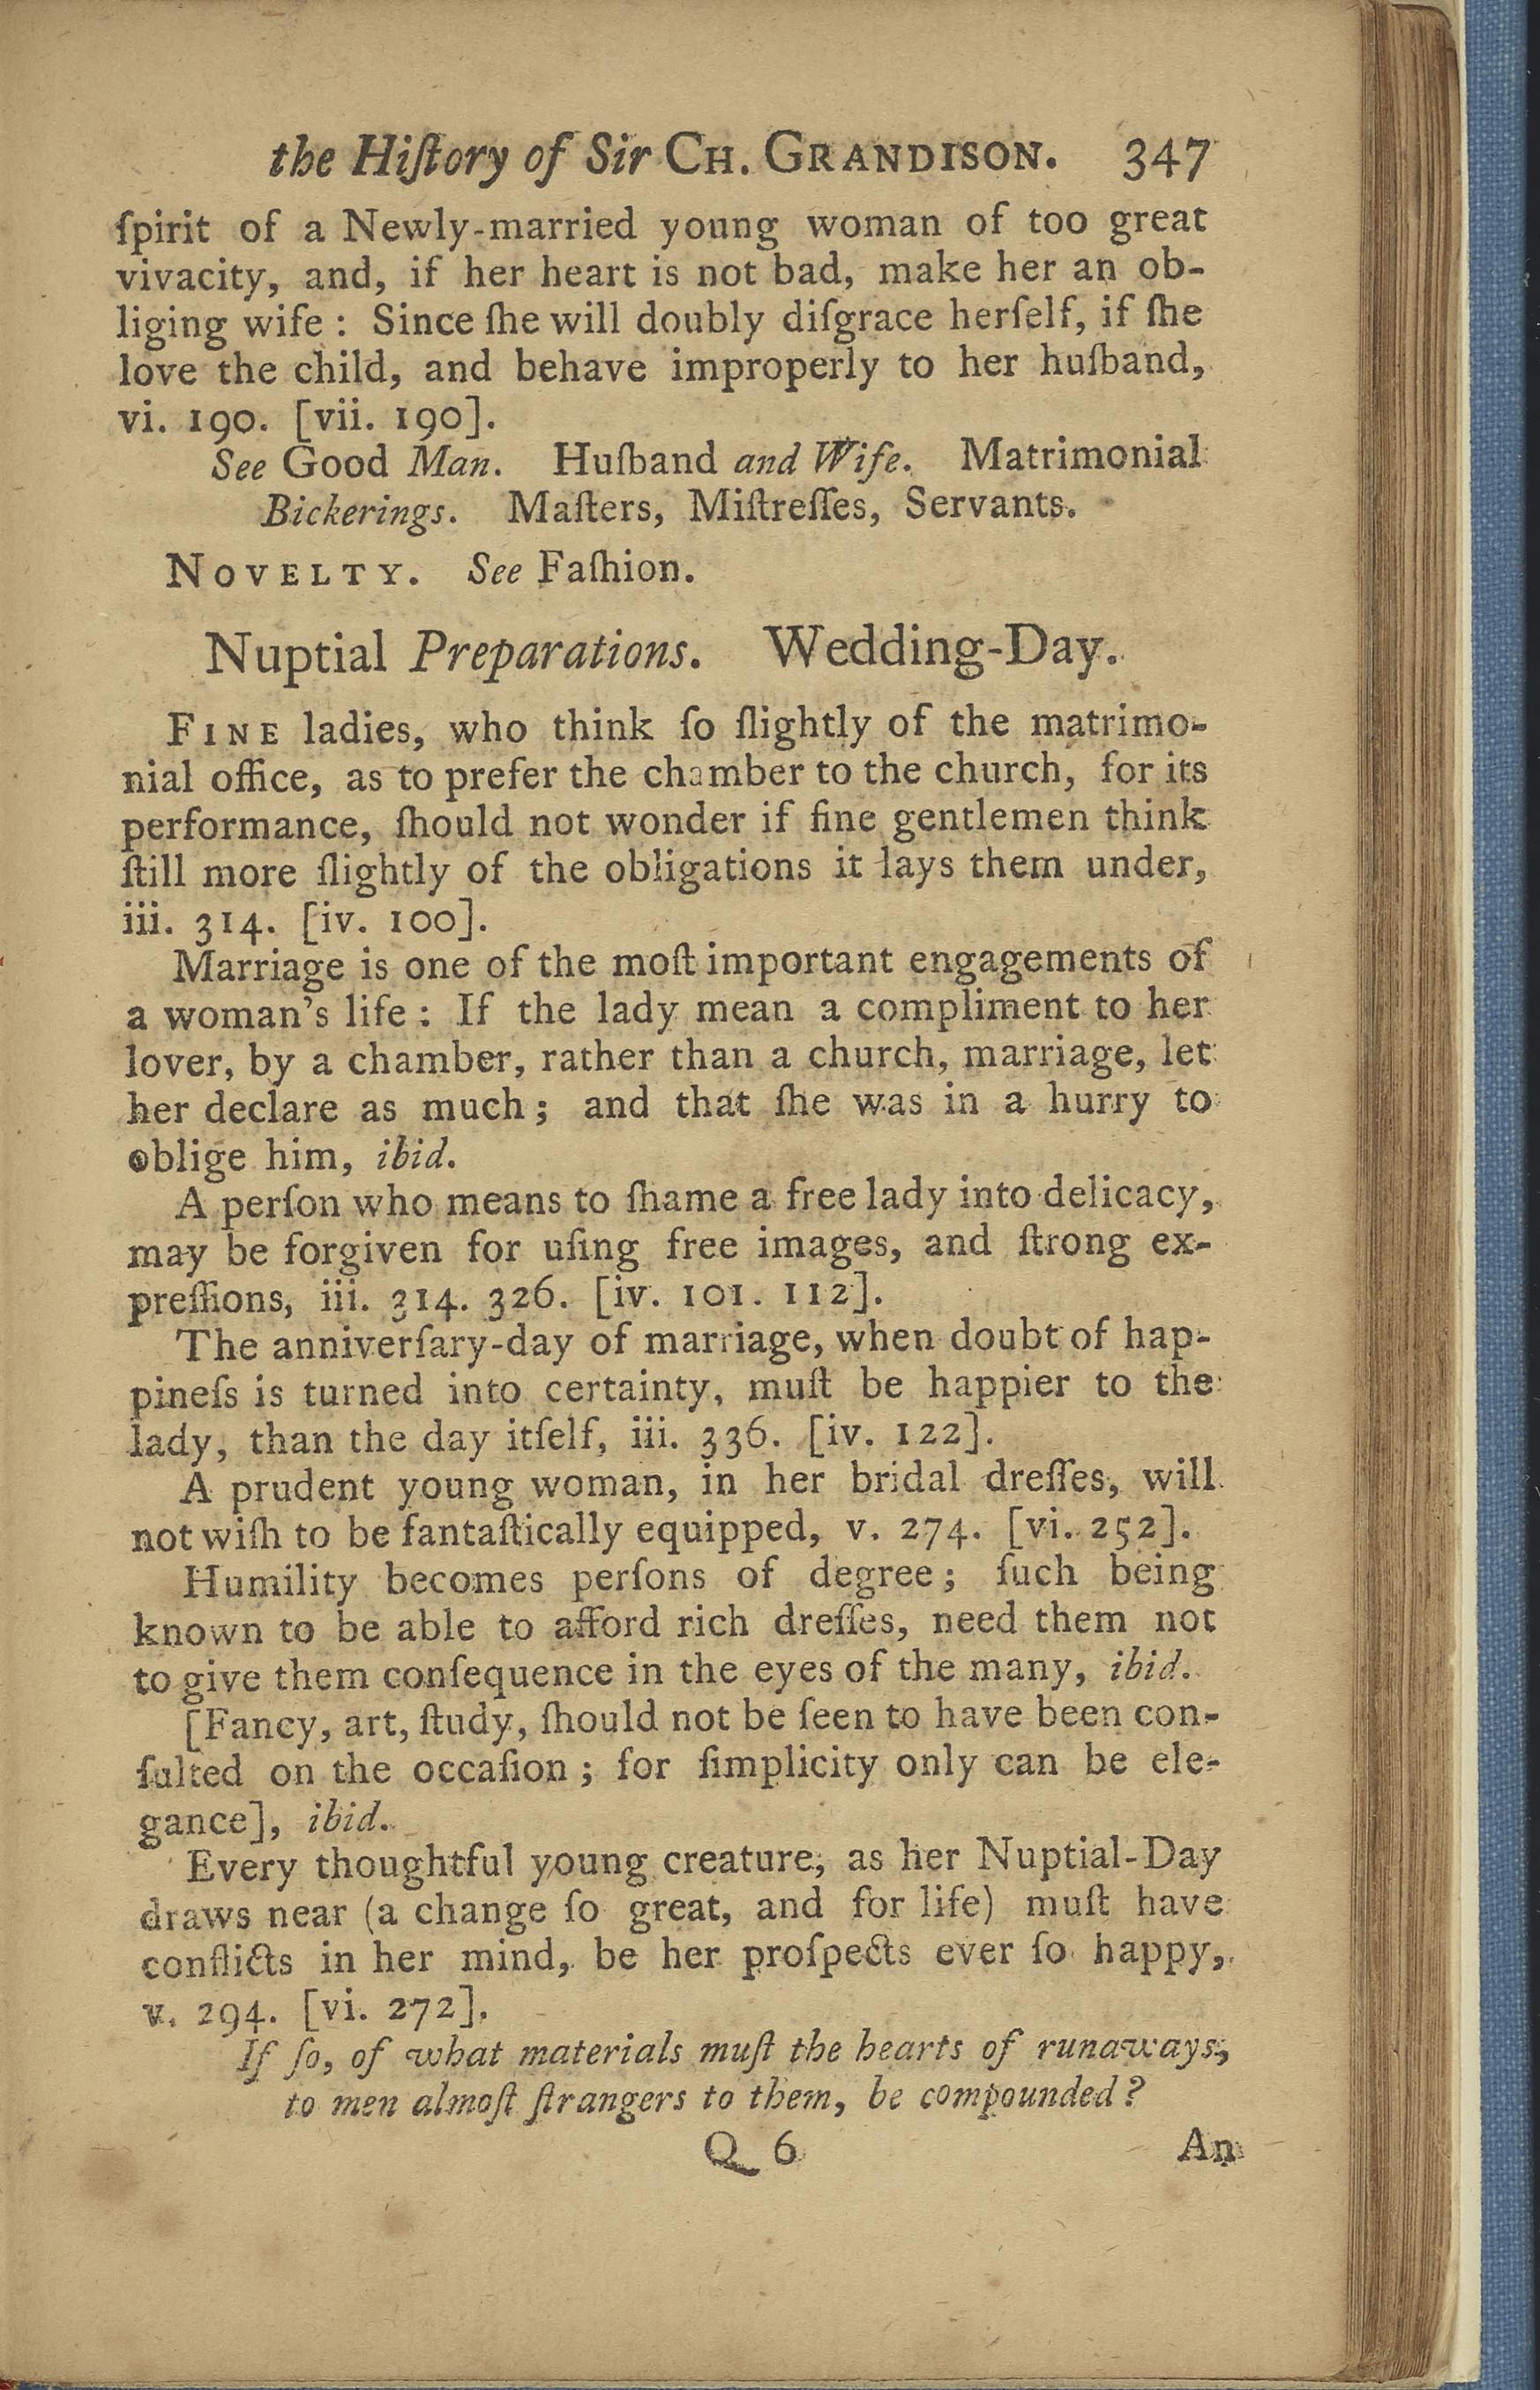 the Hiſtory of Sir CH. GRANDISON. 347
ſpirit of a Newly-married young woman of too great
vivacity, and, if her heart is not bad, make her an ob-
liging wife : Since ſhe will doubly diſgrace herſelf, if ſhe
love the child, and behave improperly to her huſband,
vi. 190. [vii. 190].
See Good Man. Huſband and Wife. Matrimonial
Bickerings. Maſters, Miſtreſſes, Servants.
NOVELTY. See Faſhion.
Nuptial Preparations. Wedding-Day.
FINE ladies, who think ſo ſlightly of the matrimo-
nial office, as to prefer the chamber to the church, for its
performance, ſhould not wonder if fine gentlemen think
ſtill more ſlightly of the obligations it lays them under,
iii. 314. [iv. 100].
Marriage is one of the moſt important engagements of
a woman's life : If the lady mean a compliment to her
lover, by a chamber, rather than a church, marriage, let
her declare as much ; and that ſhe was in a hurry to
oblige him, ibid.
A perſon who means to ſhame a free lady into delicacy,
may be forgiven for uſing free images, and ſtrong ex-
preſſions, iii. 314. 326. [iv. 101. 112].
The anniverſary-day of marriage, when doubt of hap-
pineſs is turned into certainty, muſt be happier to the
lady, than the day itſelf, iii. 336. [iv. 122].
A prudent young woman, in her bridal dreſſes, will
not wiſh to be fantaſtically equipped, v. 274. [vi. 252].
Humility becomes perſons of degree ; ſuch being
known to be able to afford rich dreſſes, need them not
to give them conſequence in the eyes of the many, ibid.
[Fancy, art, ſtudy, ſhould not be ſeen to have been con-
ſulted on the occaſion ; for ſimplicity only can be ele-
gance], ibid.
Every thoughtful young creature, as her Nuptial-Day
draws near (a change ſo great, and for life) muſt have
conflicts in her mind, be her proſpects ever ſo happy,
v. 294. [vi. 272].
If ſo, of what materials muſt the hearts of runaways,
to men almoſt ſtrangers to them, be compounded ?
Q 6 An